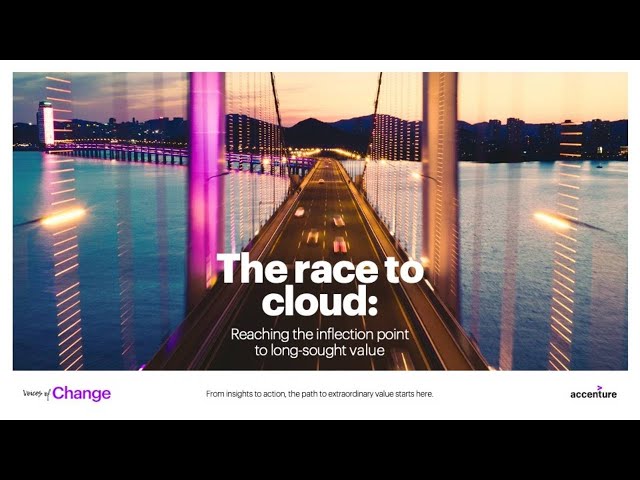 The race to
cloud:
Reaching the inflection point
to long-sought value
Voices of Change
From insights to action, the path to extraordinary value starts here.
accenture